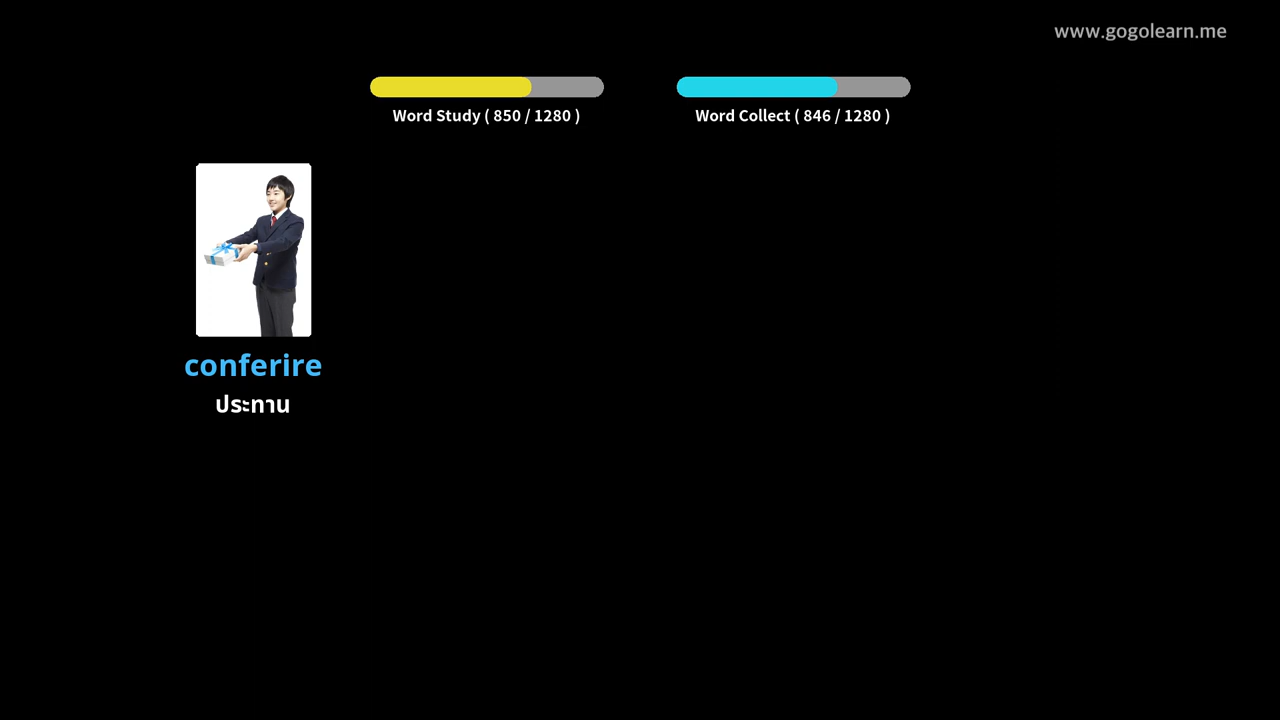 www.gogolearn.me
Word Study ( 850 / 1280 )
Word Collect ( 846 / 1280 )
conferire
ประทาน